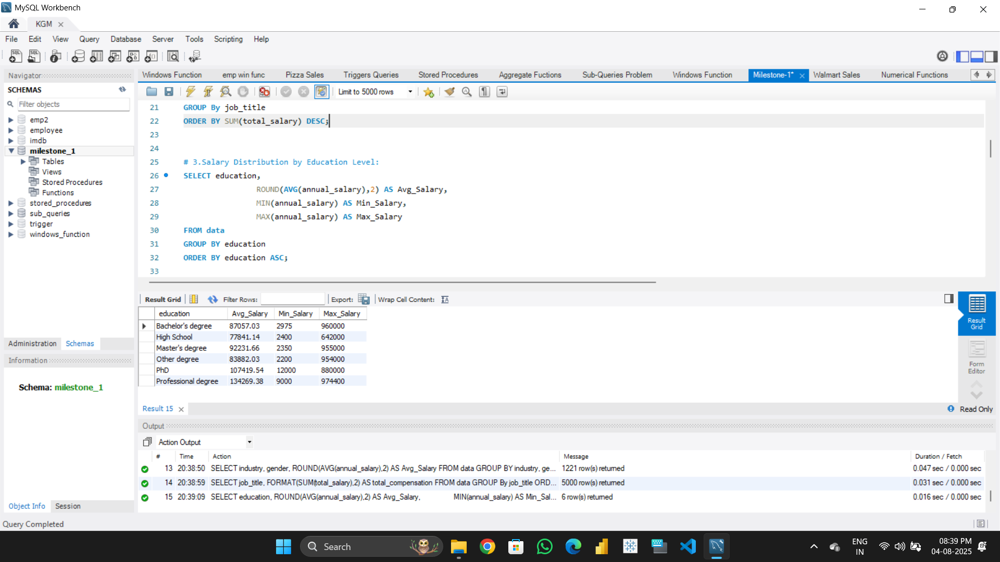 MySQL Workbench
KGM
File Edit View Query Database Server Tools Scripting Help
Navigator
SCHEMAS
Filter objects
emp2
employee
imdb
milestone_1
Tables
Views
Stored Procedures
Functions
stored_procedures
sub_queries
trigger
windows_function
Administration Schemas
Information
Schema: milestone_1
Object Info Session
Windows Function emp win func Pizza Sales Triggers Queries Stored Procedures Aggregate Fuctions Sub-Queries Problem Windows Function Milestone-1* Walmart Sales Numerical Functions
Limit to 5000 rows
21 GROUP By job_title
22 ORDER BY SUM(total_salary) DESC;
23
24
25 # 3.Salary Distribution by Education Level:
26 SELECT education,
27 ROUND(AVG(annual_salary),2) AS Avg_Salary,
28 MIN(annual_salary) AS Min_Salary,
29 MAX(annual_salary) AS Max_Salary
30 FROM data
31 GROUP BY education
32 ORDER BY education ASC;
33
Result Grid Filter Rows: Export: Wrap Cell Content:
education Avg_Salary Min_Salary Max_Salary
Bachelor's degree 87057.03 2975 960000
High School 77841.14 2400 642000
Master's degree 92231.66 2350 955000
Other degree 83882.03 2200 954000
PhD 107419.54 12000 880000
Professional degree 134269.38 9000 974400
Result
Grid
Form
Editor
Result 15
Read Only
Output
Action Output
# Time Action Message Duration / Fetch
13 20:38:50 SELECT industry, gender, ROUND(AVG(annual_salary),2) AS Avg_Salary FROM data GROUP BY industry, ge... 1221 row(s) returned 0.047 sec / 0.000 sec
14 20:38:59 SELECT job_title, FORMAT(SUM(total_salary),2) AS total_compensation FROM data GROUP By job_title ORD... 5000 row(s) returned 0.031 sec / 0.000 sec
15 20:39:09 SELECT education, ROUND(AVG(annual_salary),2) AS Avg_Salary, MIN(annual_salary) AS Min_Sal... 6 row(s) returned 0.016 sec / 0.000 sec
Query Completed
Search
ENG
IN
08:39 PM
04-08-2025